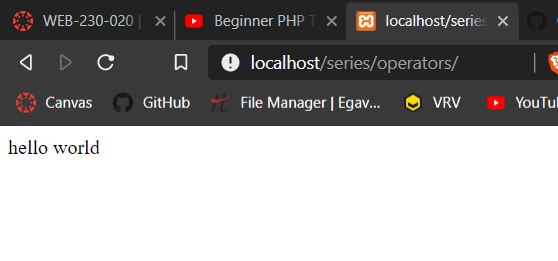 WEB-230-020 |
Beginner PHP T
localhost/series
localhost/series/operators/
Canvas
GitHub
File Manager | Egav...
VRV
YouTu
hello world